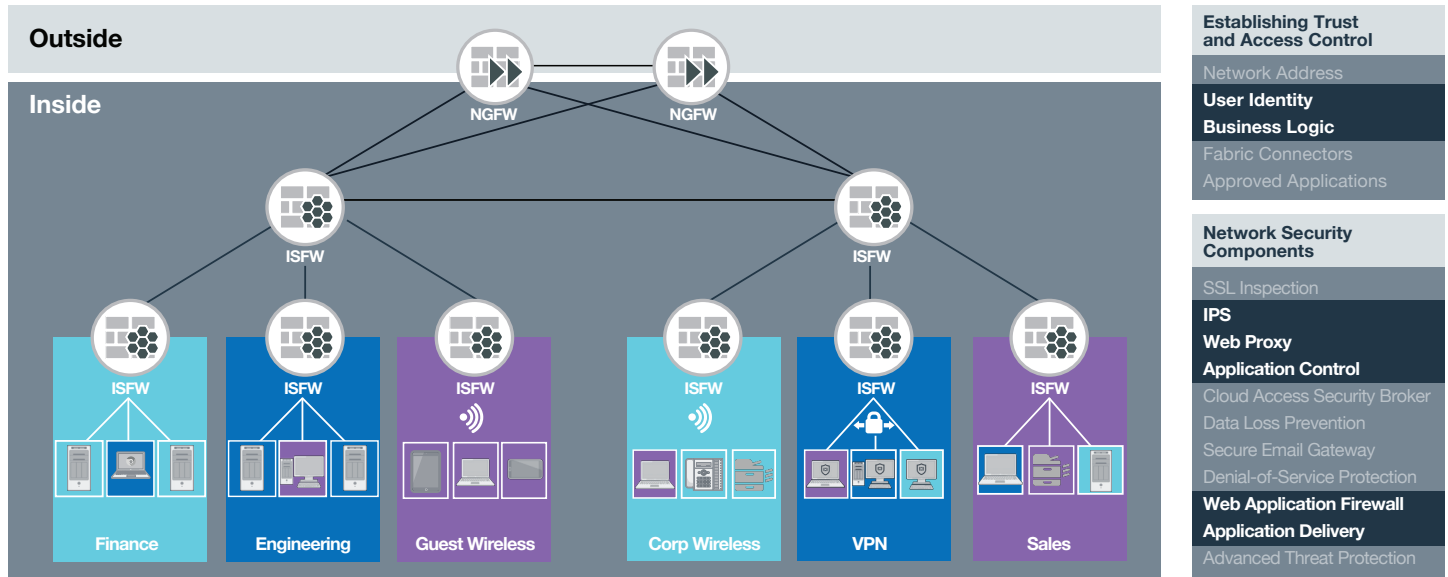 Outside
NGFW
NGFW
Inside
ISFW
ISFW
ISFW
ISFW
ISFW
ISFW
ISFW
ISFW
Finance
Engineering
Guest Wireless
Corp Wireless
VPN
Sales
Establishing Trust
and Access Control
Network Address
User Identity
Business Logic
Fabric Connectors
Approved Applications
Network Security
Components
SSL Inspection
IPS
Web Proxy
Application Control
Cloud Access Security Broker
Data Loss Prevention
Secure Email Gateway
Denial-of-Service Protection
Web Application Firewall
Application Delivery
Advanced Threat Protection